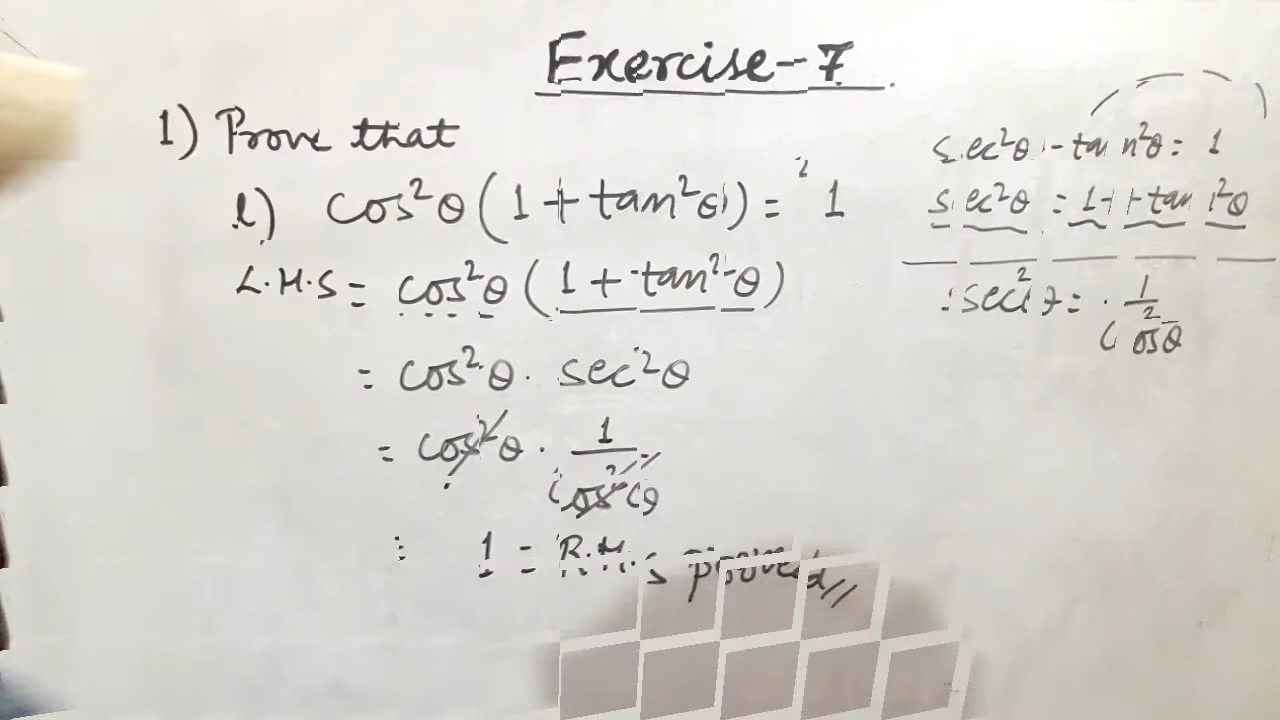 Exercise-7
1) Prove that
i) cos²θ(1+tan²θ) = 1
L.H.S = cos²θ(1+tan²θ)
= cos²θ. sec²θ
= cos²θ · 1/cos²θ
= 1 = R.H.S proved//
sec²θ - tan²θ = 1
sec²θ = 1 + tan²θ
sec²θ = 1/cos²θ